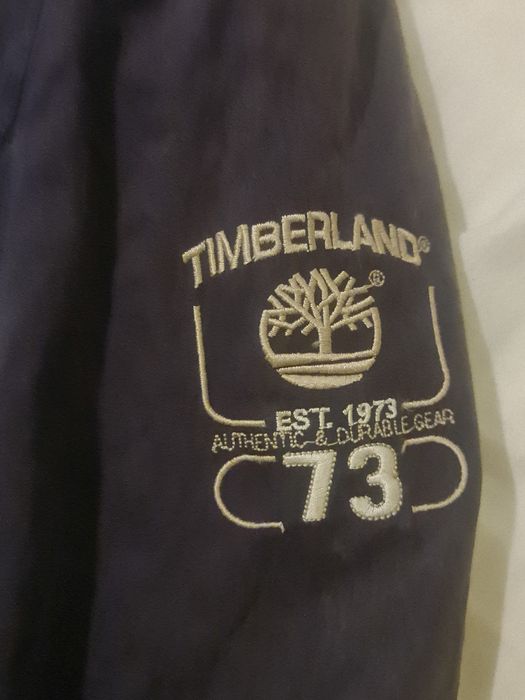 TIMBERLAND®
®
EST. 1973
AUTHENTIC & DURABLE GEAR
73